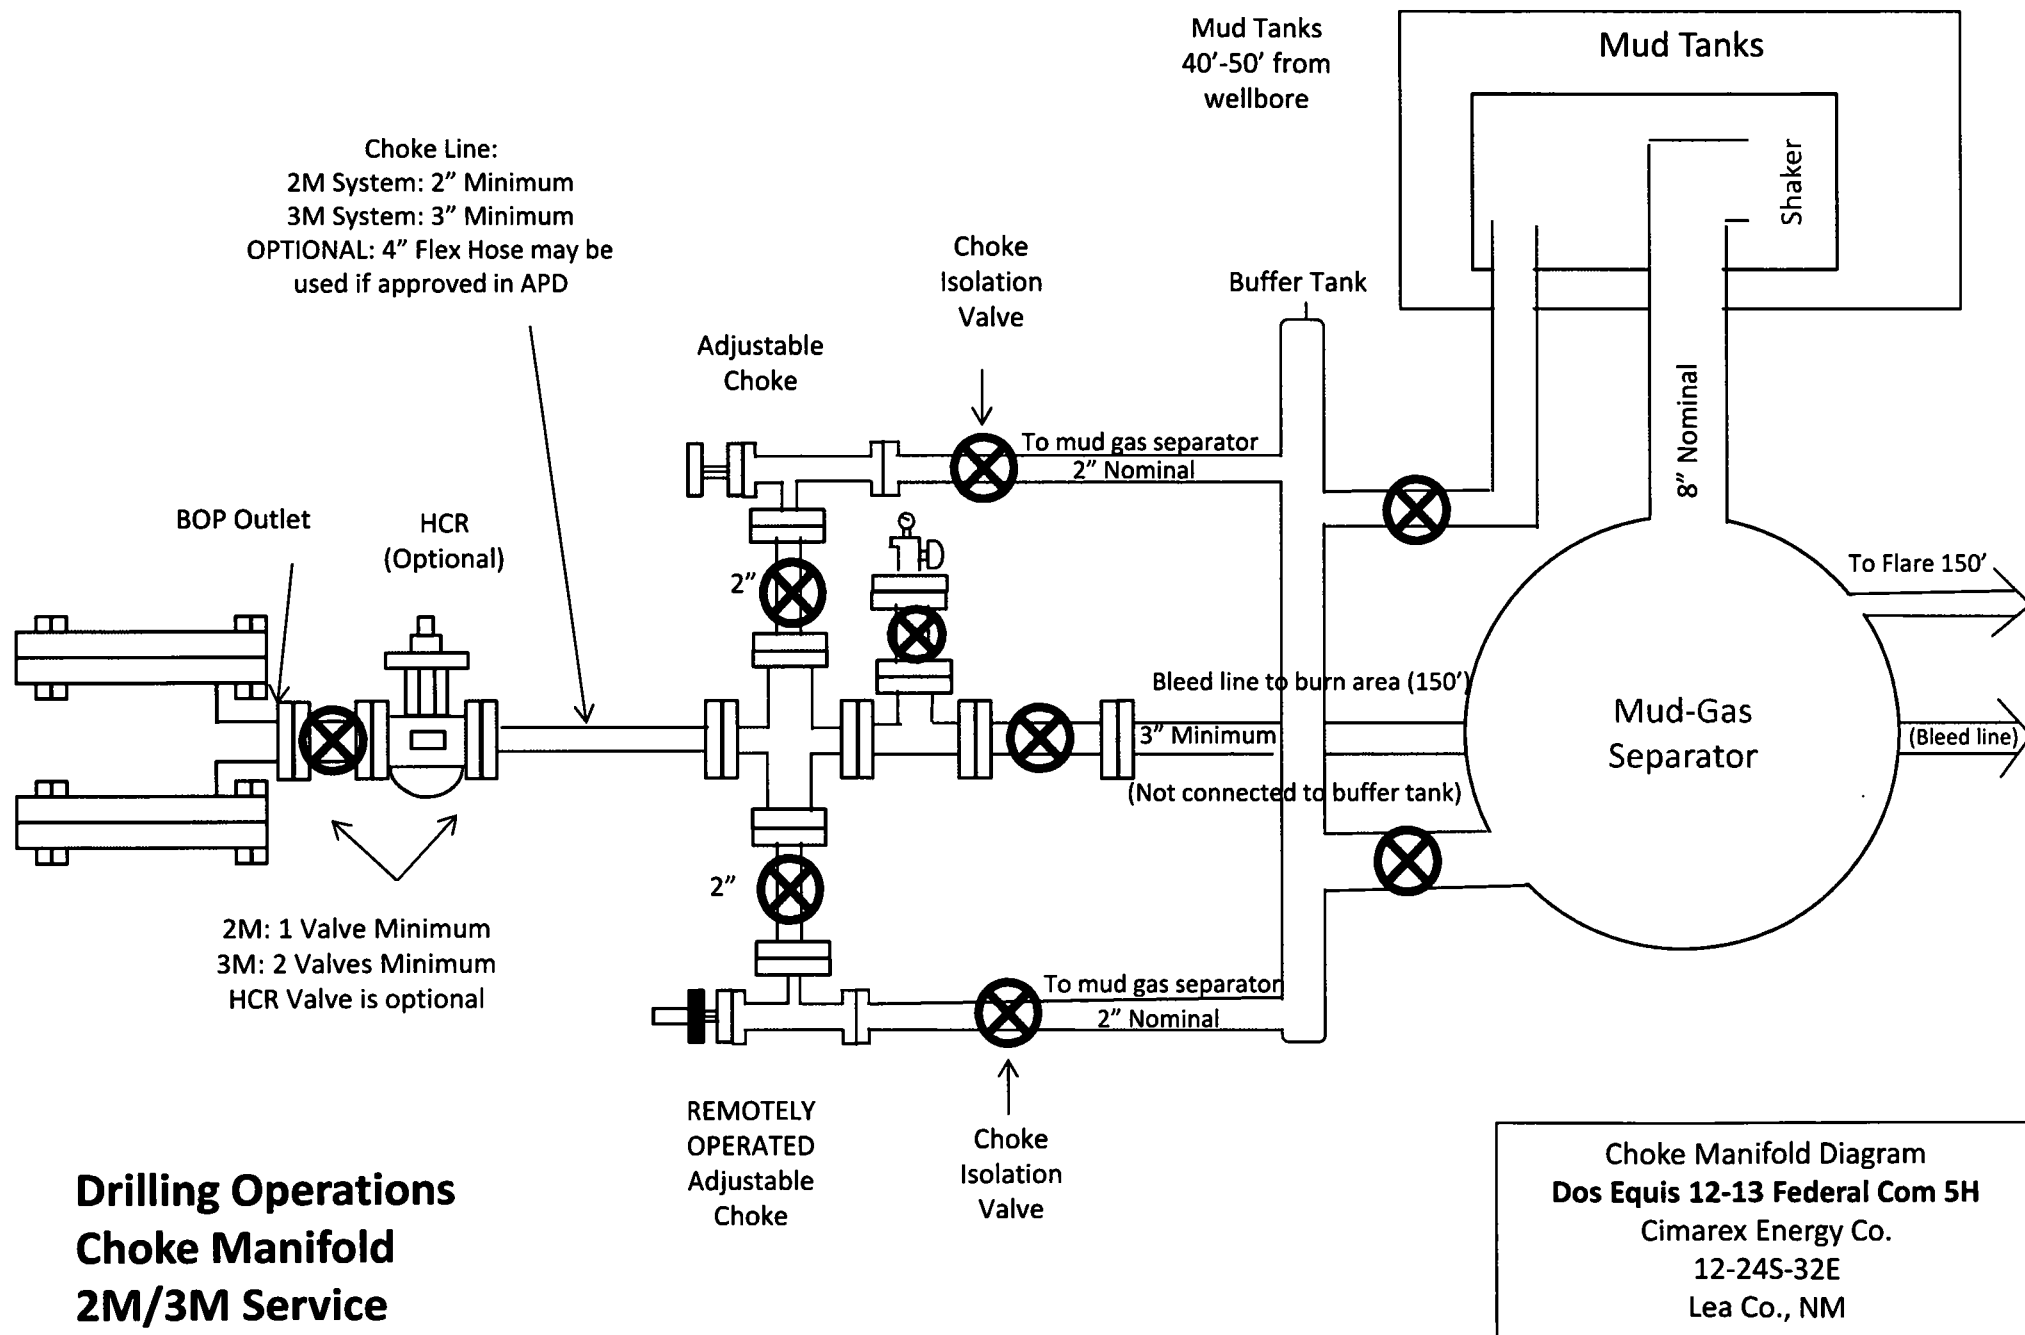 Mud Tanks
40’-50’ from
wellbore
Mud Tanks
Shaker
Choke Line:
2M System: 2” Minimum
3M System: 3” Minimum
OPTIONAL: 4” Flex Hose may be
used if approved in APD
Choke
Isolation
Valve
Buffer Tank
Adjustable
Choke
8” Nominal
To mud gas separator
2” Nominal
BOP Outlet
HCR
(Optional)
2”
To Flare 150’
Bleed line to burn area (150’)
3” Minimum
(Not connected to buffer tank)
Mud-Gas
Separator
(Bleed line)
2”
2M: 1 Valve Minimum
3M: 2 Valves Minimum
HCR Valve is optional
To mud gas separator
2” Nominal
REMOTELY
OPERATED
Adjustable
Choke
Choke
Isolation
Valve
Drilling Operations
Choke Manifold
2M/3M Service
Choke Manifold Diagram
Dos Equis 12-13 Federal Com 5H
Cimarex Energy Co.
12-24S-32E
Lea Co., NM